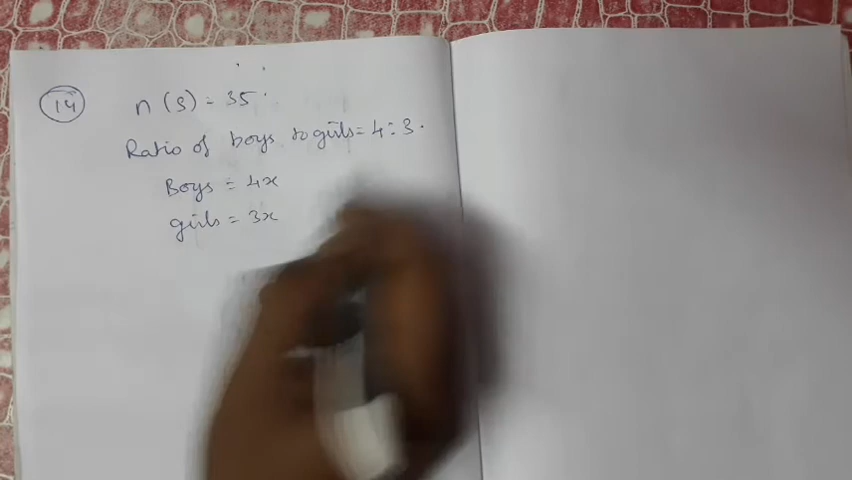 14
n (S) = 35.
Ratio of boys to girls = 4:3.
Boys = 4x
girls = 3x